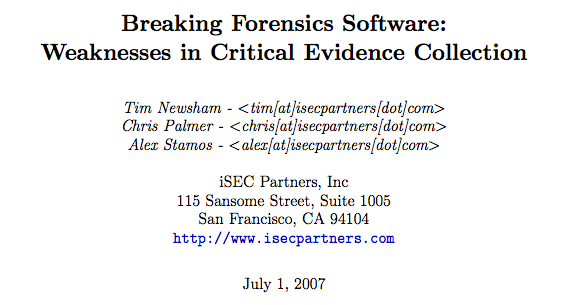 Breaking Forensics Software:
Weaknesses in Critical Evidence Collection
Tim Newsham - <tim[at]isecpartners[dot]com>
Chris Palmer - <chris[at]isecpartners[dot]com>
Alex Stamos - <alex[at]isecpartners[dot]com>
iSEC Partners, Inc
115 Sansome Street, Suite 1005
San Francisco, CA 94104
http://www.isecpartners.com
July 1, 2007